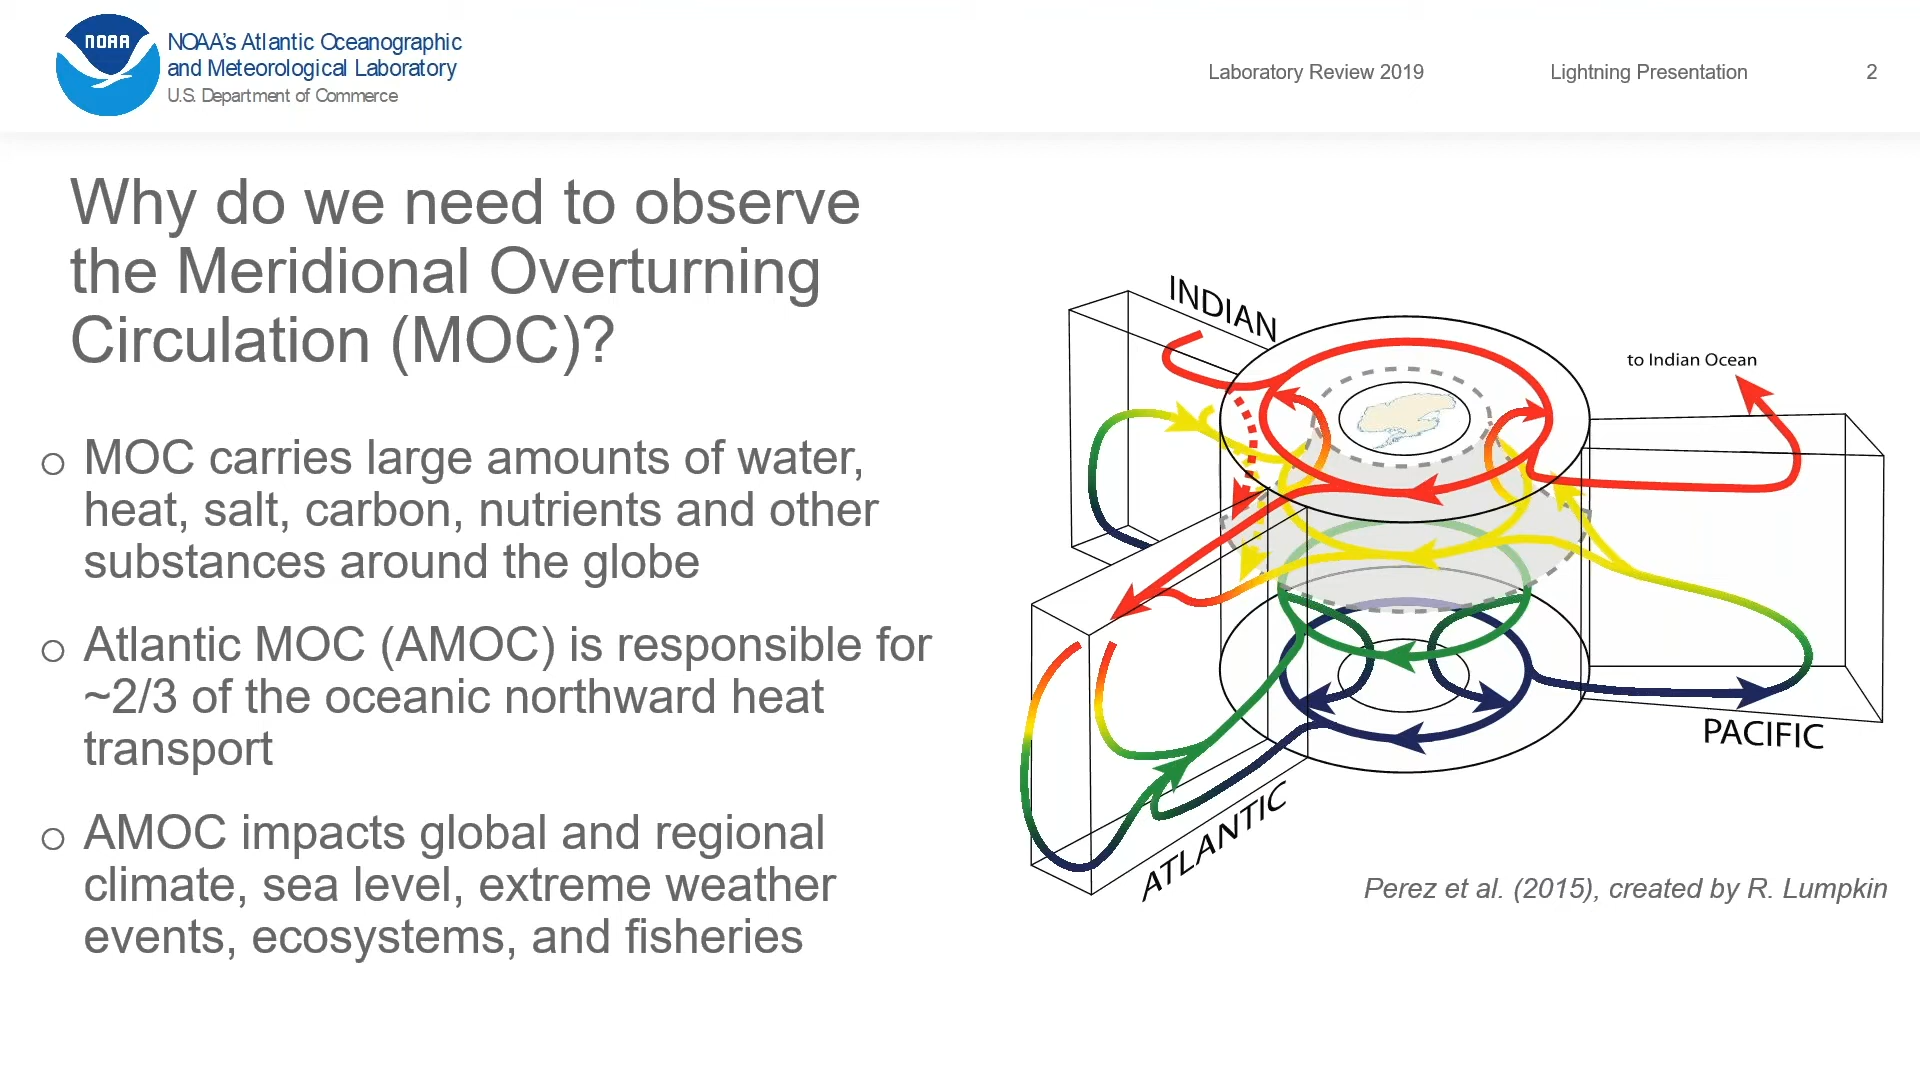 NOAA
NOAA's Atlantic Oceanographic
and Meteorological Laboratory
U.S. Department of Commerce
Laboratory Review 2019
Lightning Presentation
2
Why do we need to observe
the Meridional Overturning
Circulation (MOC)?
o MOC carries large amounts of water,
heat, salt, carbon, nutrients and other
substances around the globe
o Atlantic MOC (AMOC) is responsible for
~2/3 of the oceanic northward heat
transport
o AMOC impacts global and regional
climate, sea level, extreme weather
events, ecosystems, and fisheries
INDIAN
to Indian Ocean
PACIFIC
ATLANTIC
Perez et al. (2015), created by R. Lumpkin